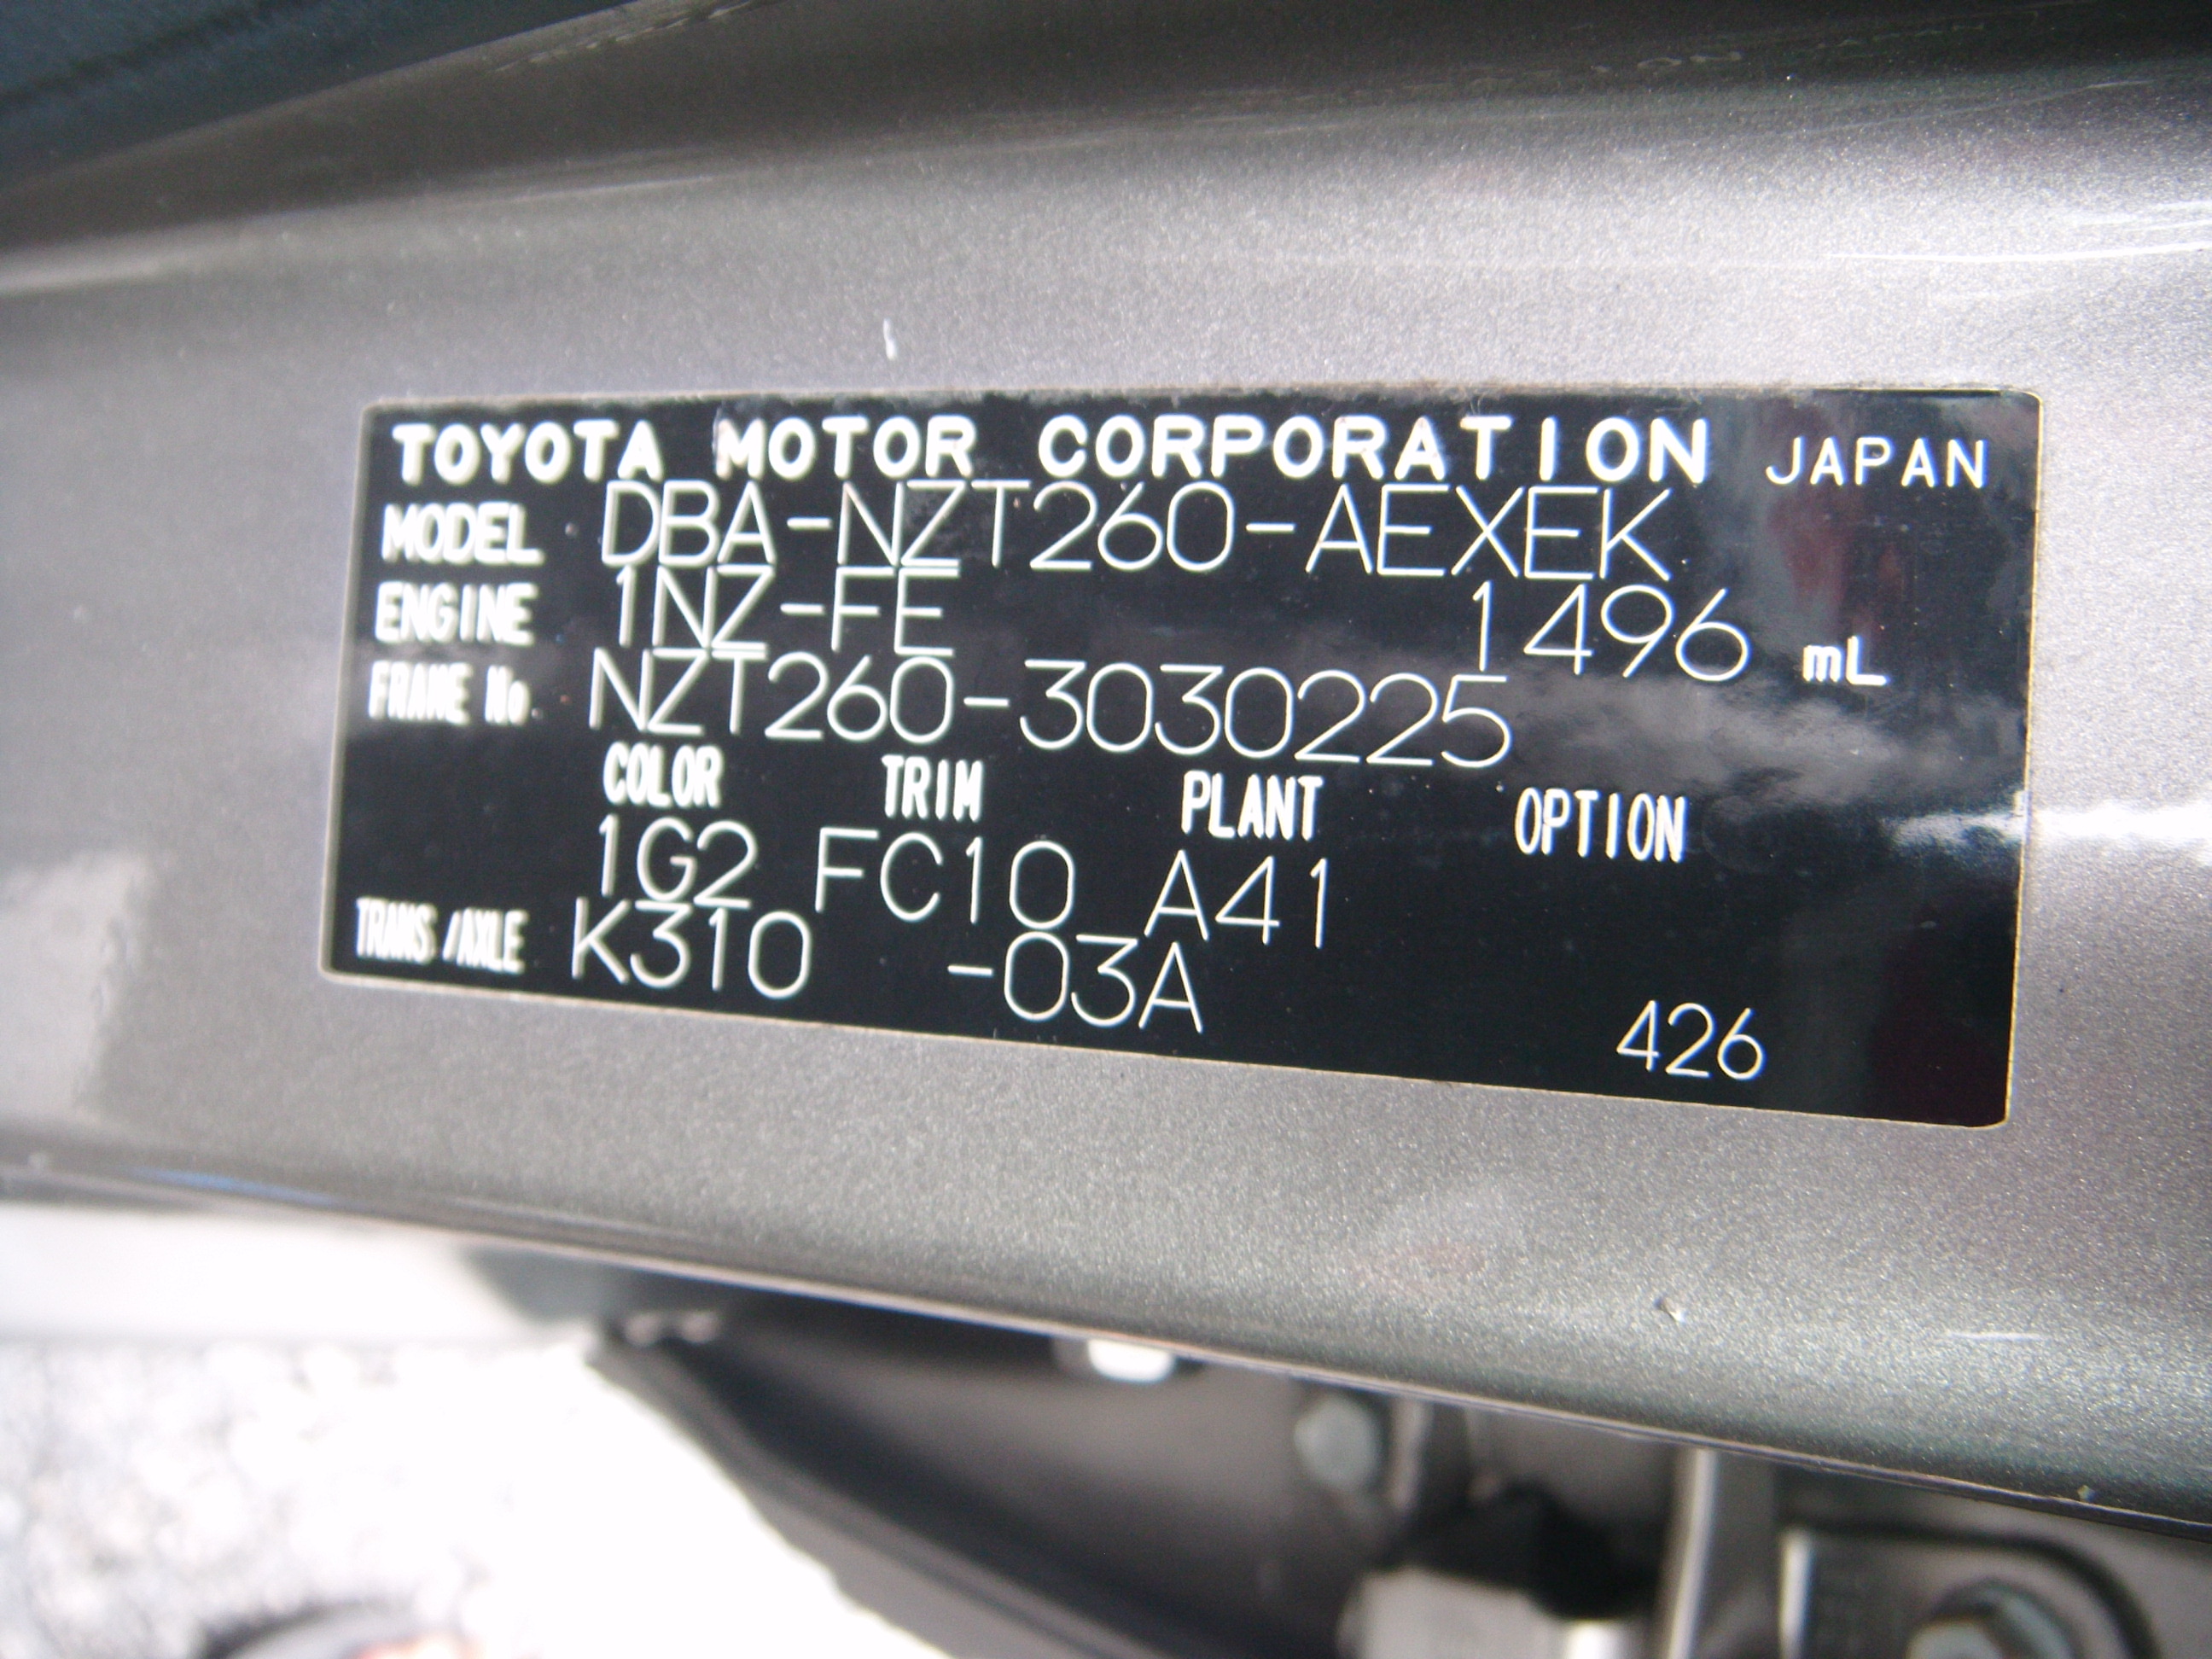 TOYOTA MOTOR CORPORATION JAPAN
MODEL DBA-NZT260-AEXEK
ENGINE 1NZ-FE 1496 mL
FRAME No. NZT260-3030225
COLOR TRIM PLANT OPTION
1G2 FC10 A41
TRANS./AXLE K310 -03A
426